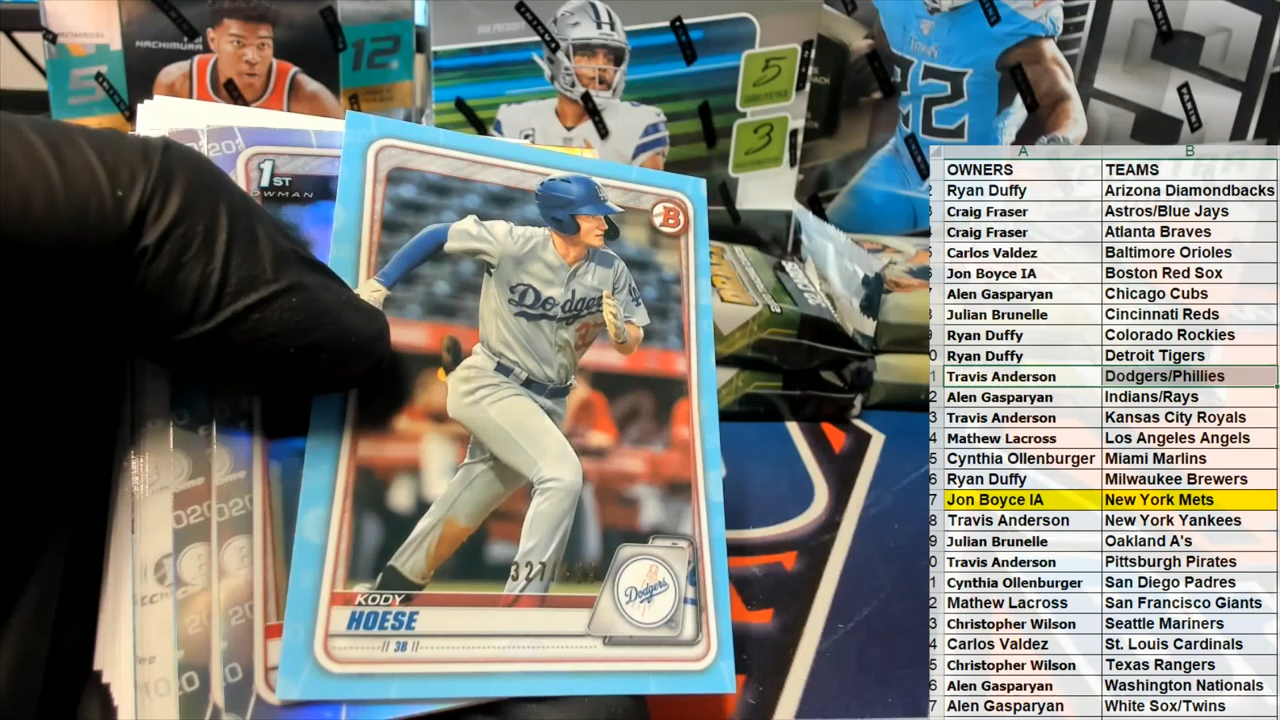 HACHIMURA
5
12
5
3
22
1ST
BOWMAN
B
Dodgers
KODY
HOESE
// 3B //
Dodgers
PANINI
A B
OWNERS TEAMS
Ryan Duffy Arizona Diamondbacks
Craig Fraser Astros/Blue Jays
Craig Fraser Atlanta Braves
Carlos Valdez Baltimore Orioles
Jon Boyce IA Boston Red Sox
Alen Gasparyan Chicago Cubs
Julian Brunelle Cincinnati Reds
Ryan Duffy Colorado Rockies
Ryan Duffy Detroit Tigers
Travis Anderson Dodgers/Phillies
Alen Gasparyan Indians/Rays
Travis Anderson Kansas City Royals
Mathew Lacross Los Angeles Angels
Cynthia Ollenburger Miami Marlins
Ryan Duffy Milwaukee Brewers
Jon Boyce IA New York Mets
Travis Anderson New York Yankees
Julian Brunelle Oakland A's
Travis Anderson Pittsburgh Pirates
Cynthia Ollenburger San Diego Padres
Mathew Lacross San Francisco Giants
Christopher Wilson Seattle Mariners
Carlos Valdez St. Louis Cardinals
Christopher Wilson Texas Rangers
Alen Gasparyan Washington Nationals
Alen Gasparyan White Sox/Twins